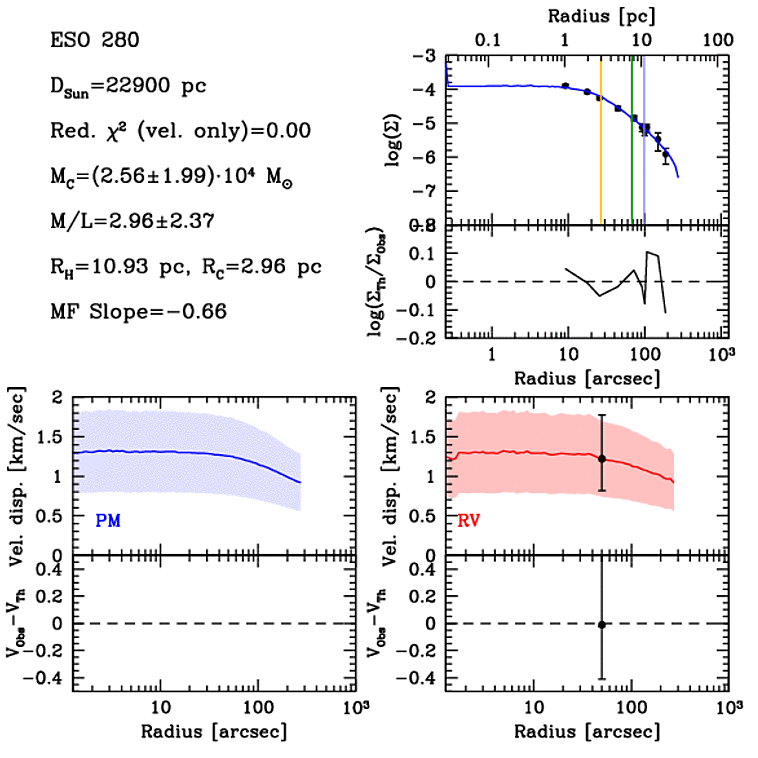 ESO 280
D_Sun=22900 pc
Red. χ² (vel. only)=0.00
M_C=(2.56±1.99)·10⁴ M_⊙
M/L=2.96±2.37
R_H=10.93 pc, R_C=2.96 pc
MF Slope=−0.66
Radius [pc]
0.1 1 10 100
log(Σ)
−3
−4
−5
−6
−7
0.8
log(Σ_Th/Σ_Obs)
0.1
0
−0.1
−0.2
1 10 100 10³
Radius [arcsec]
Vel. disp. [km/sec]
2
1.5
1
0.5
0
PM
V_Obs−V_Th
0.4
0.2
0
−0.2
−0.4
10 100 10³
Radius [arcsec]
Vel. disp. [km/sec]
2
1.5
1
0.5
0
RV
V_Obs−V_Th
0.4
0.2
0
−0.2
−0.4
10 100 10³
Radius [arcsec]